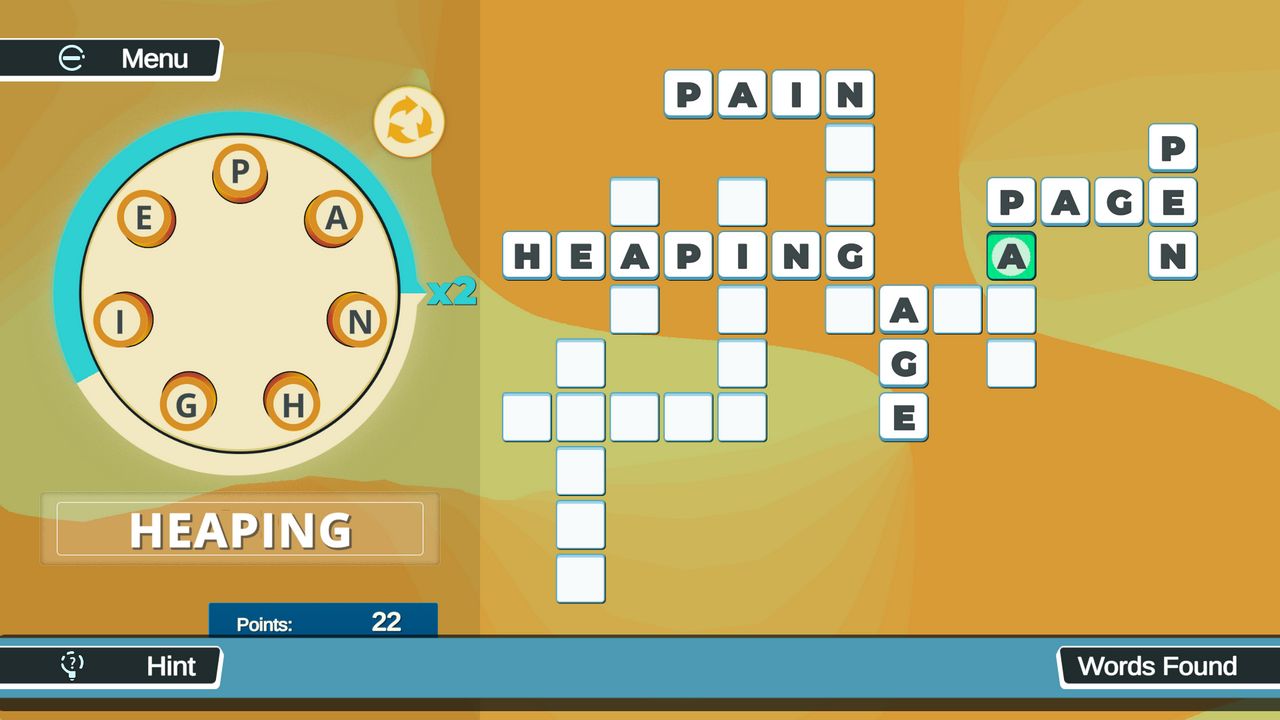 Menu
PAIN
P
P
E
A
PAGE
I
N
x2
HEAPING
A
N
G
H
A
G
E
HEAPING
Points: 22
Hint
Words Found